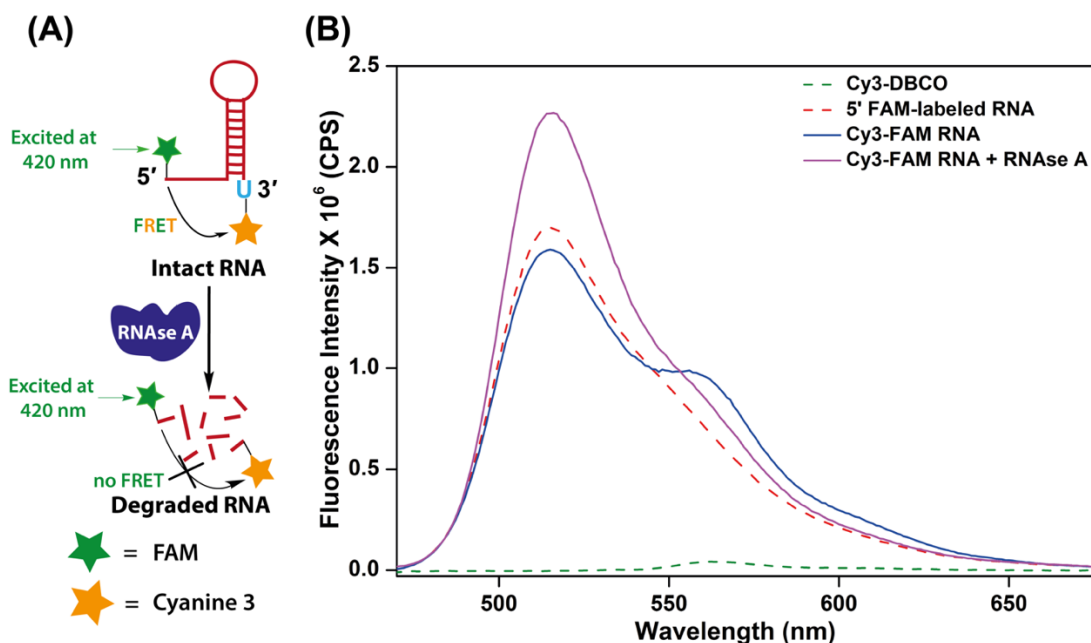 (A)
Excited at
420 nm
5′
U 3′
FRET
Intact RNA
RNAse A
Excited at
420 nm
no FRET
Degraded RNA
= FAM
= Cyanine 3
(B)
Cy3-DBCO
5' FAM-labeled RNA
Cy3-FAM RNA
Cy3-FAM RNA + RNAse A
Fluorescence Intensity X 10⁶ (CPS)
2.5
2.0
1.5
1.0
0.5
0.0
500
550
600
650
Wavelength (nm)